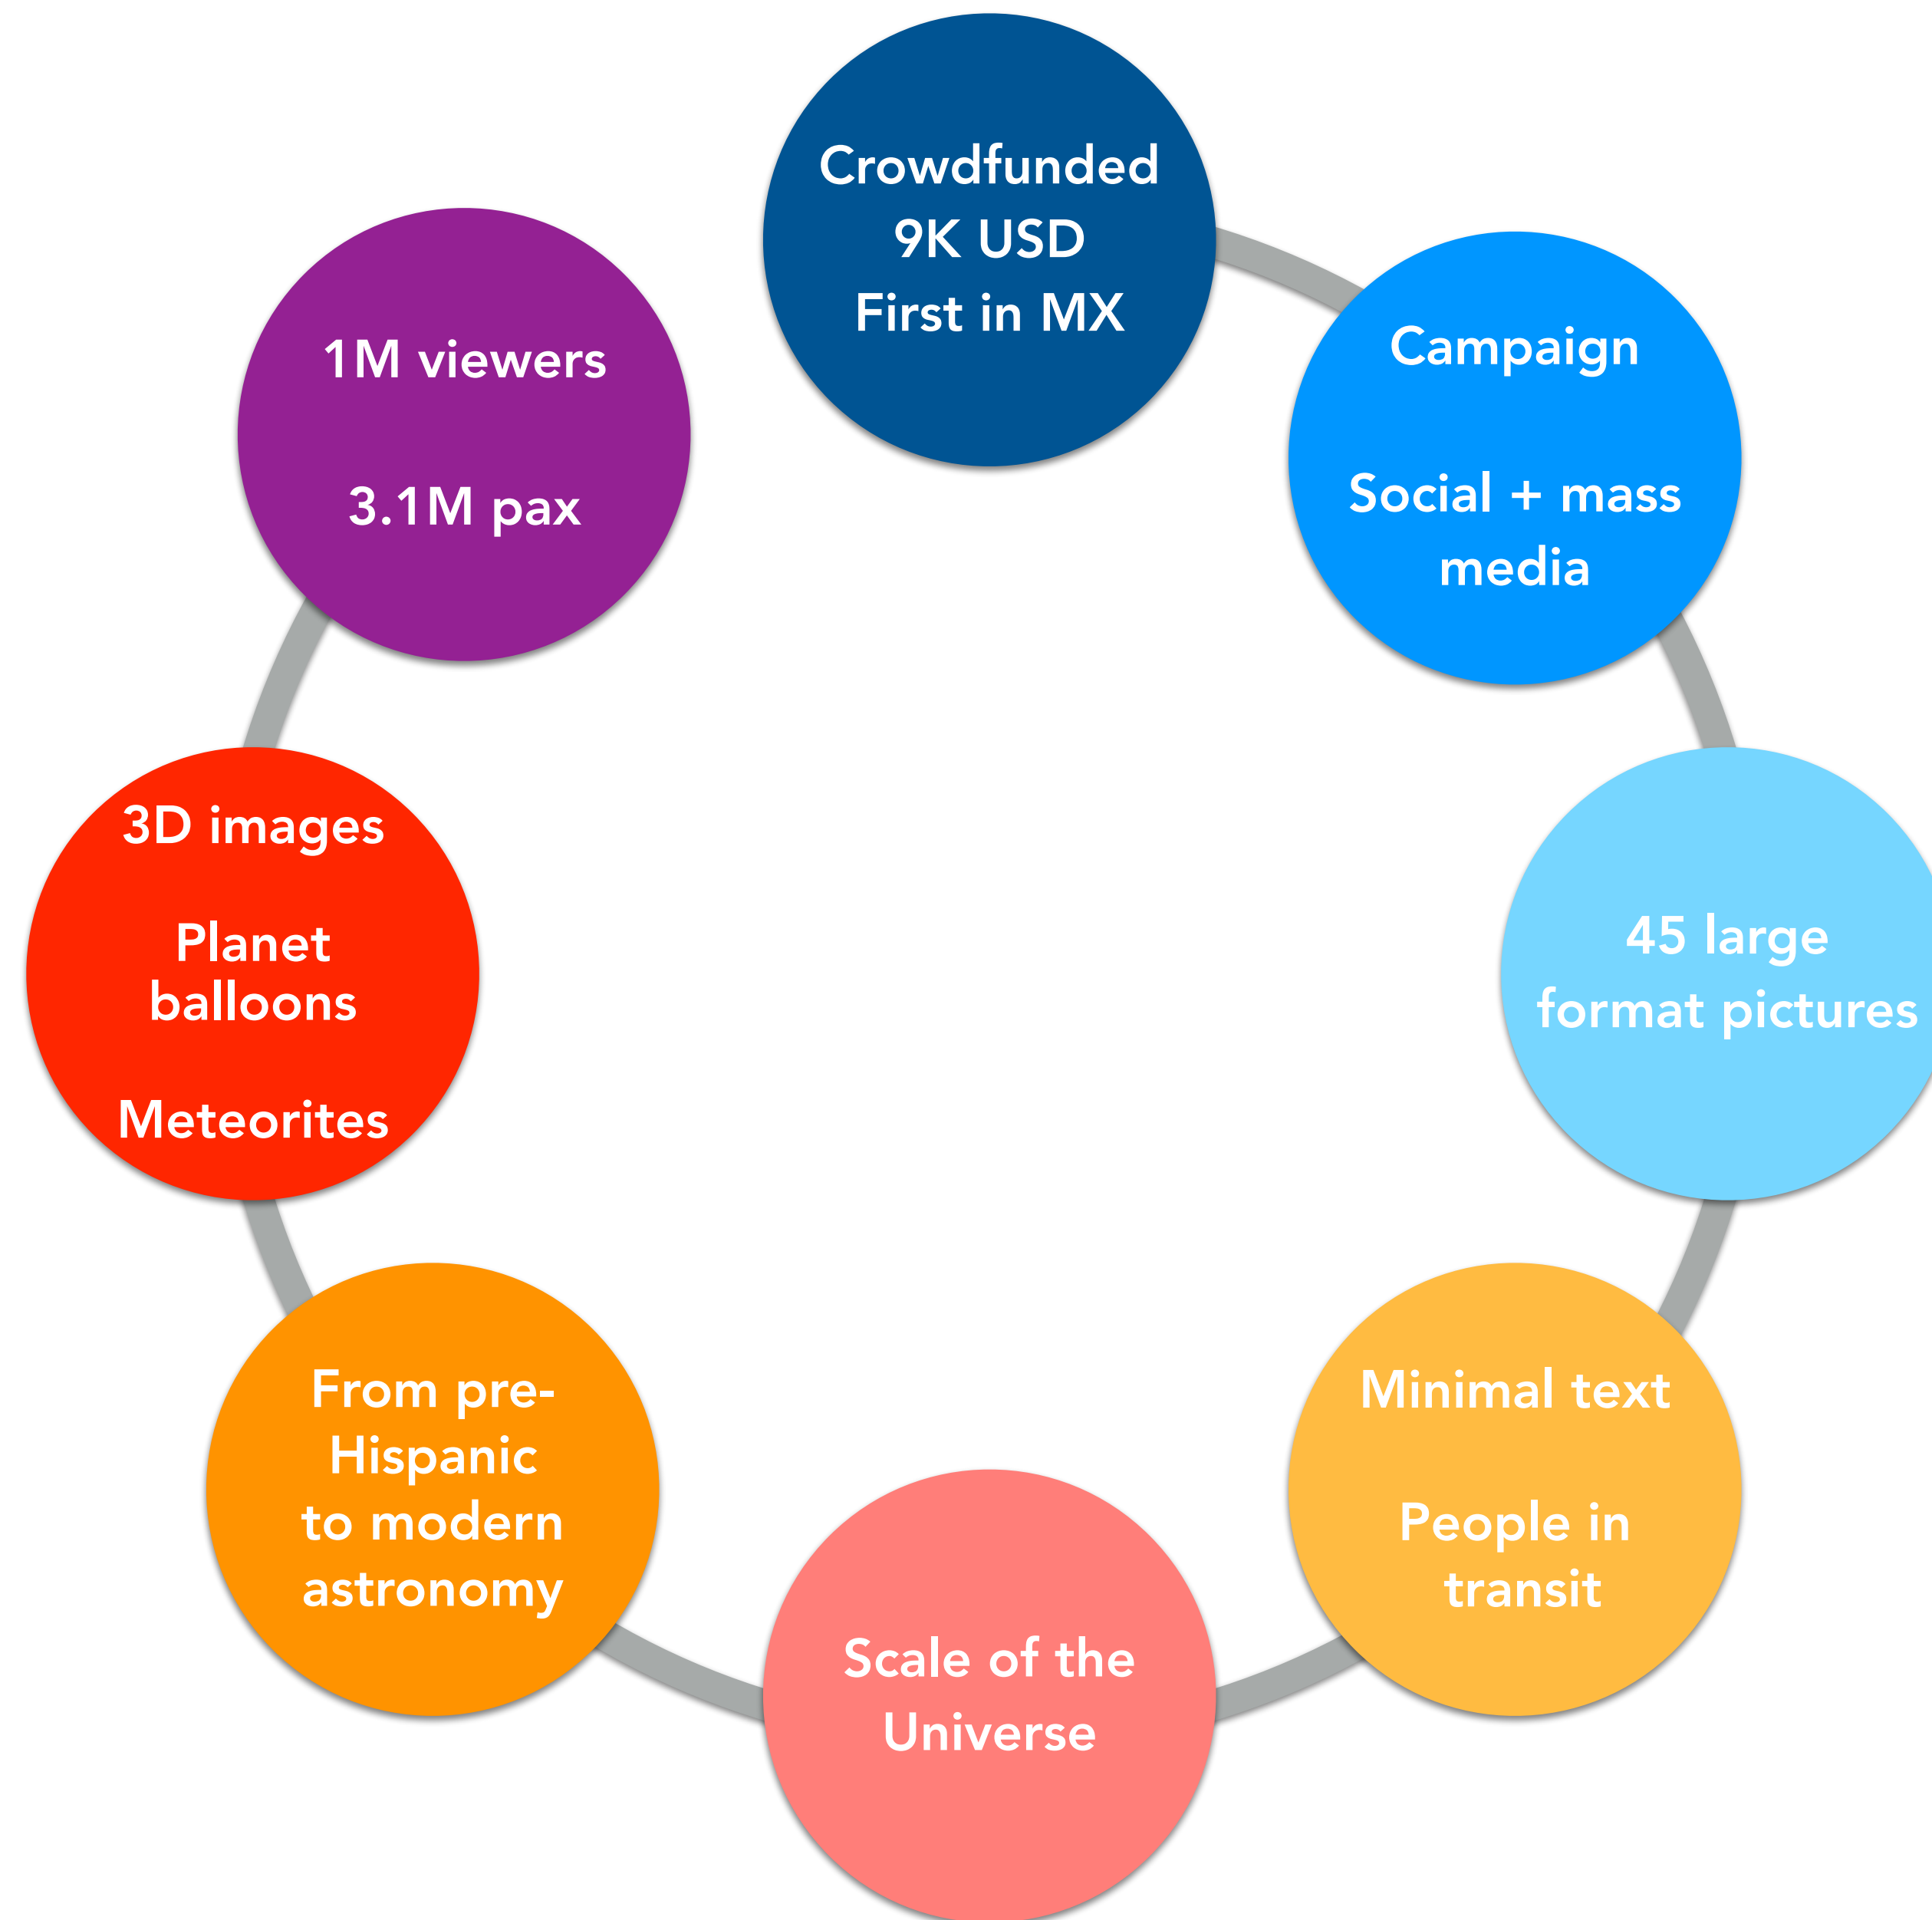 Crowdfunded
9K USD
First in MX
Campaign
Social + mass
media
45 large
format pictures
Minimal text
People in
transit
Scale of the
Universe
From pre-
Hispanic
to modern
astronomy
3D images
Planet
balloons
Meteorites
1M viewers
3.1M pax